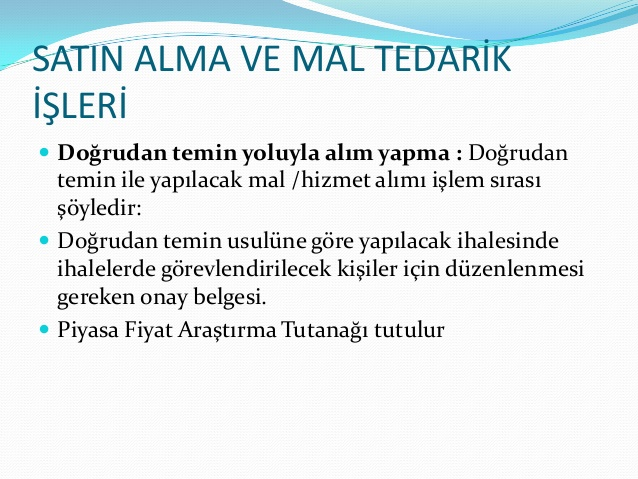 SATIN ALMA VE MAL TEDARİK
İŞLERİ
Doğrudan temin yoluyla alım yapma : Doğrudan
temin ile yapılacak mal /hizmet alımı işlem sırası
şöyledir:
Doğrudan temin usulüne göre yapılacak ihalesinde
ihalelerde görevlendirilecek kişiler için düzenlenmesi
gereken onay belgesi.
Piyasa Fiyat Araştırma Tutanağı tutulur